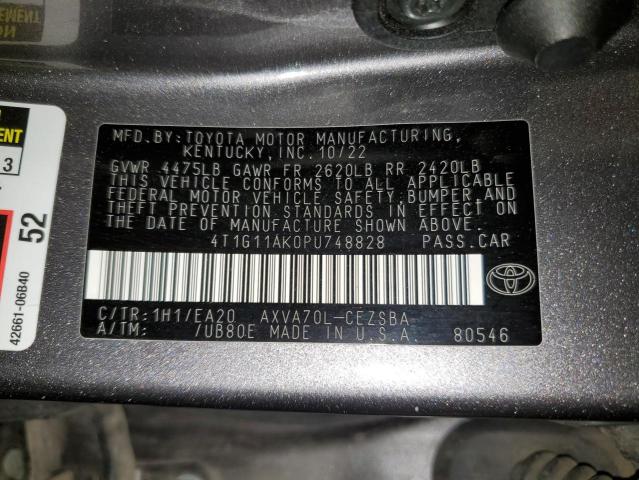 MFD.BY:TOYOTA MOTOR MANUFACTURING,
KENTUCKY, INC. 10/22
GVWR 4475LB GAWR FR 2620LB RR 2420LB
THIS VEHICLE CONFORMS TO ALL APPLICABLE
FEDERAL MOTOR VEHICLE SAFETY, BUMPER, AND
THEFT PREVENTION STANDARDS IN EFFECT ON
THE DATE OF MANUFACTURE SHOWN ABOVE.
4T1G11AK0PU748828 PASS.CAR
C/TR:1H1/EA20 AXVA70L-CEZSBA
A/TM: /UB80E MADE IN U.S.A. 80546
42661-06B40
52
3